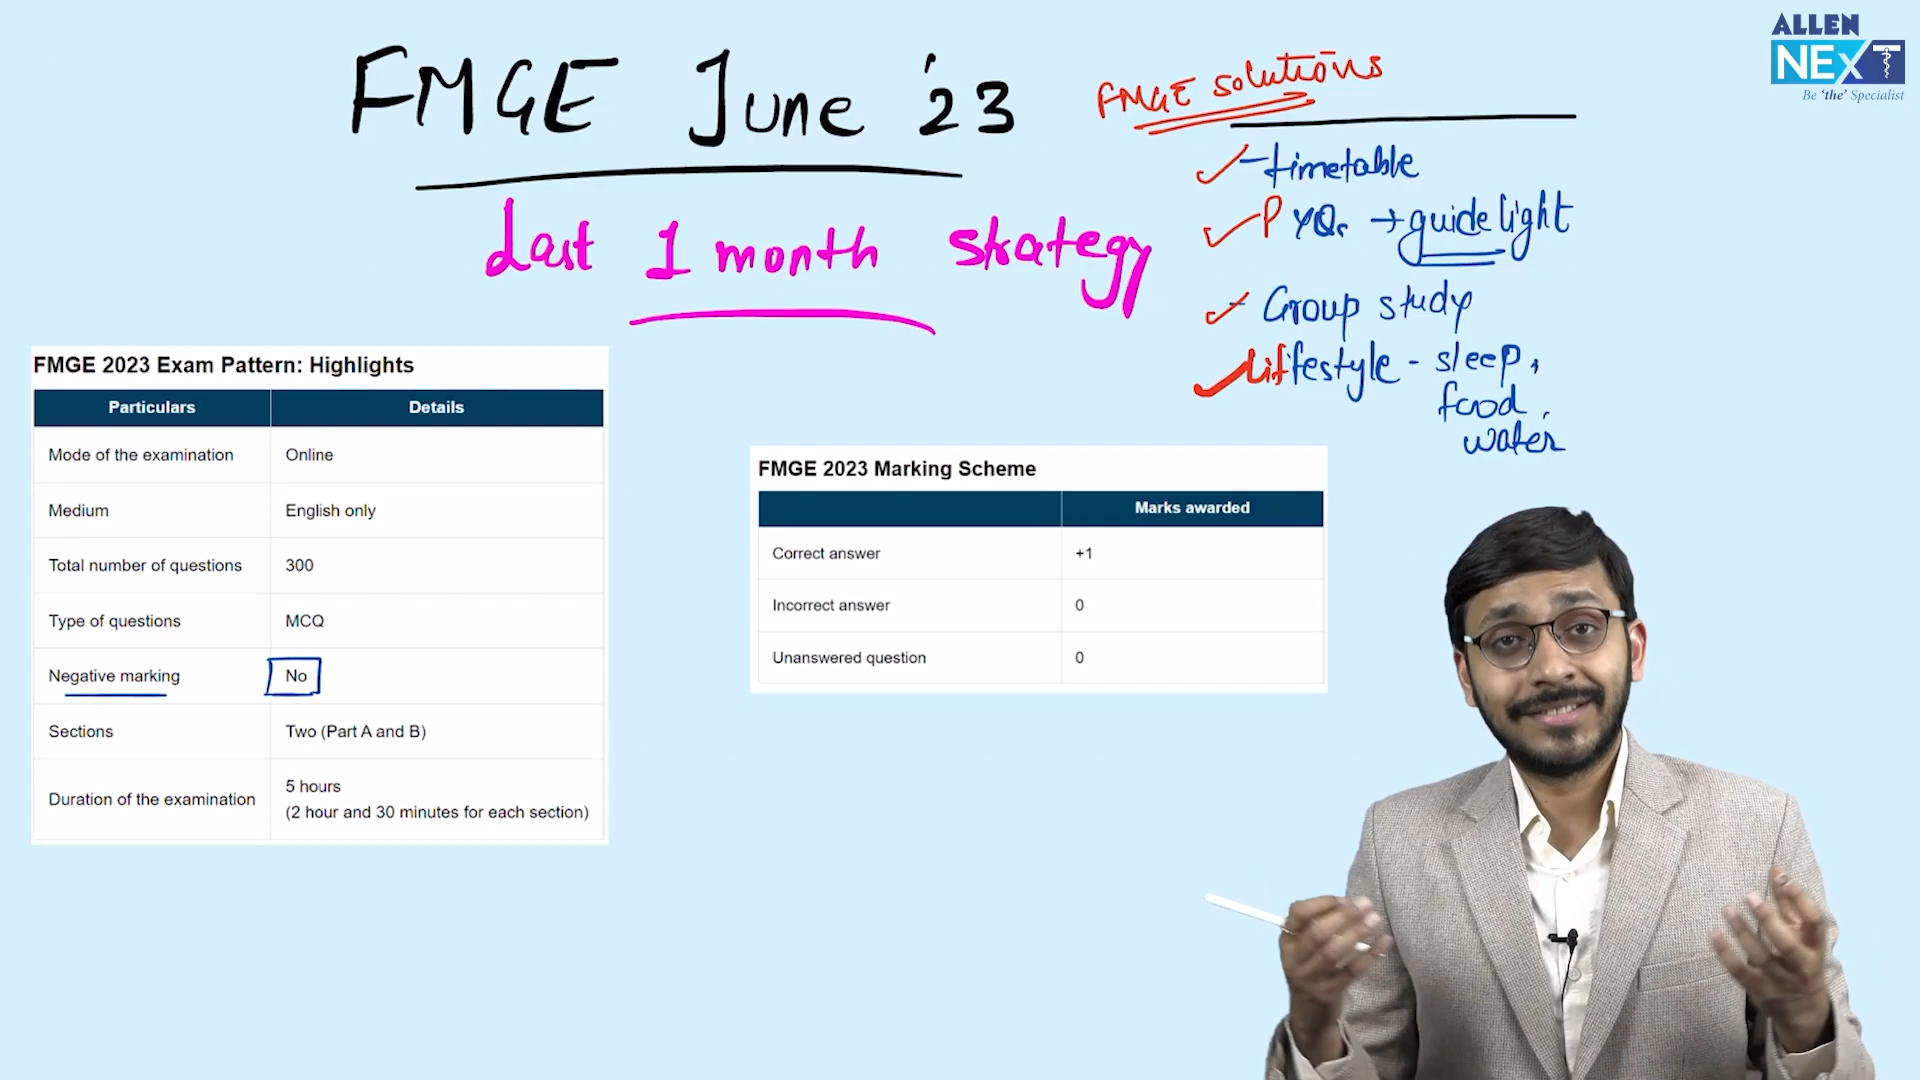 FMGE June '23
Last 1 month strategy
FMGE solutions
- timetable
PYQs → guide light
- Group study
Lifestyle - sleep,
food,
water
ALLEN
NEXT
Be 'the' Specialist
FMGE 2023 Exam Pattern: Highlights
Particulars Details
Mode of the examination Online
Medium English only
Total number of questions 300
Type of questions MCQ
Negative marking No
Sections Two (Part A and B)
Duration of the examination 5 hours
(2 hour and 30 minutes for each section)
FMGE 2023 Marking Scheme
Marks awarded
Correct answer +1
Incorrect answer 0
Unanswered question 0